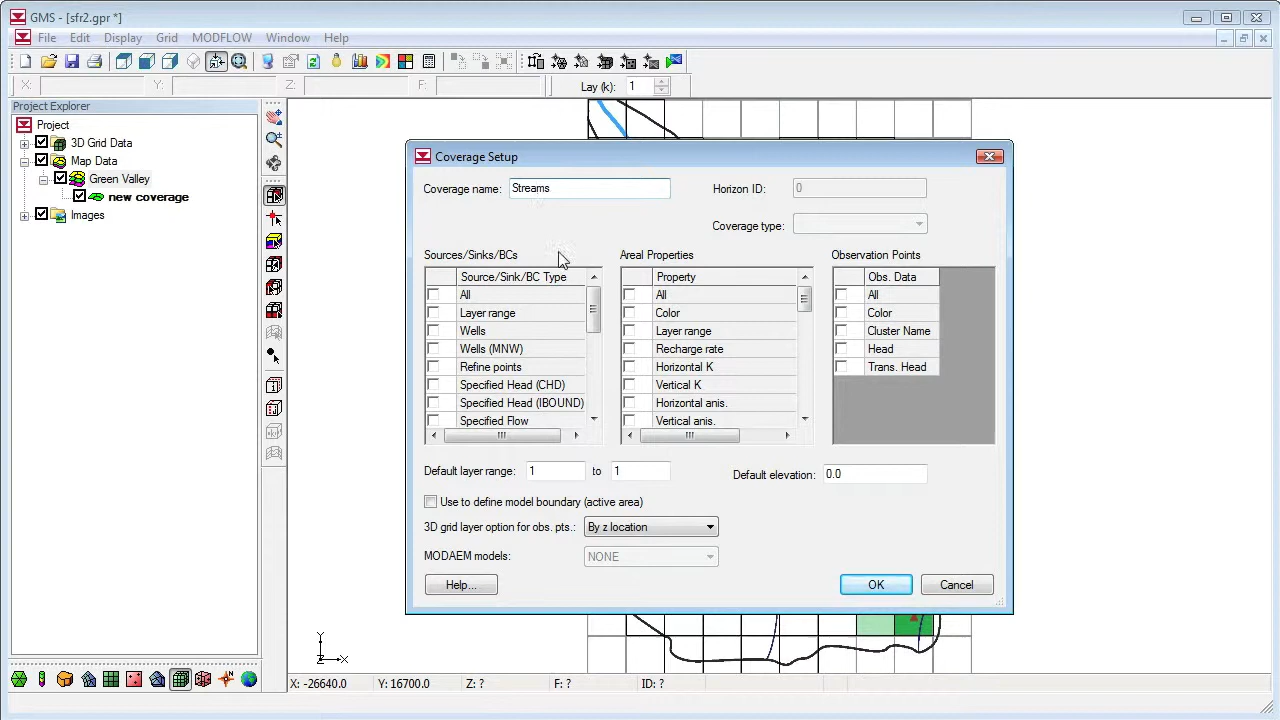 GMS - [sfr2.gpr *]
File Edit Display Grid MODFLOW Window Help
X: Y: Z: F: Lay (k): 1
Project Explorer
Project
3D Grid Data
Map Data
Green Valley
new coverage
Images
Coverage Setup
Coverage name: Streams
Horizon ID: 0
Coverage type:
Sources/Sinks/BCs
Source/Sink/BC Type
All
Layer range
Wells
Wells (MNW)
Refine points
Specified Head (CHD)
Specified Head (IBOUND)
Specified Flow
Areal Properties
Property
All
Color
Layer range
Recharge rate
Horizontal K
Vertical K
Horizontal anis.
Vertical anis.
Observation Points
Obs. Data
All
Color
Cluster Name
Head
Trans. Head
Default layer range: 1 to 1
Default elevation: 0.0
Use to define model boundary (active area)
3D grid layer option for obs. pts.: By z location
MODAEM models: NONE
Help... OK Cancel
Y
Z X
X: -26640.0 Y: 16700.0 Z: ? F: ? ID: ?